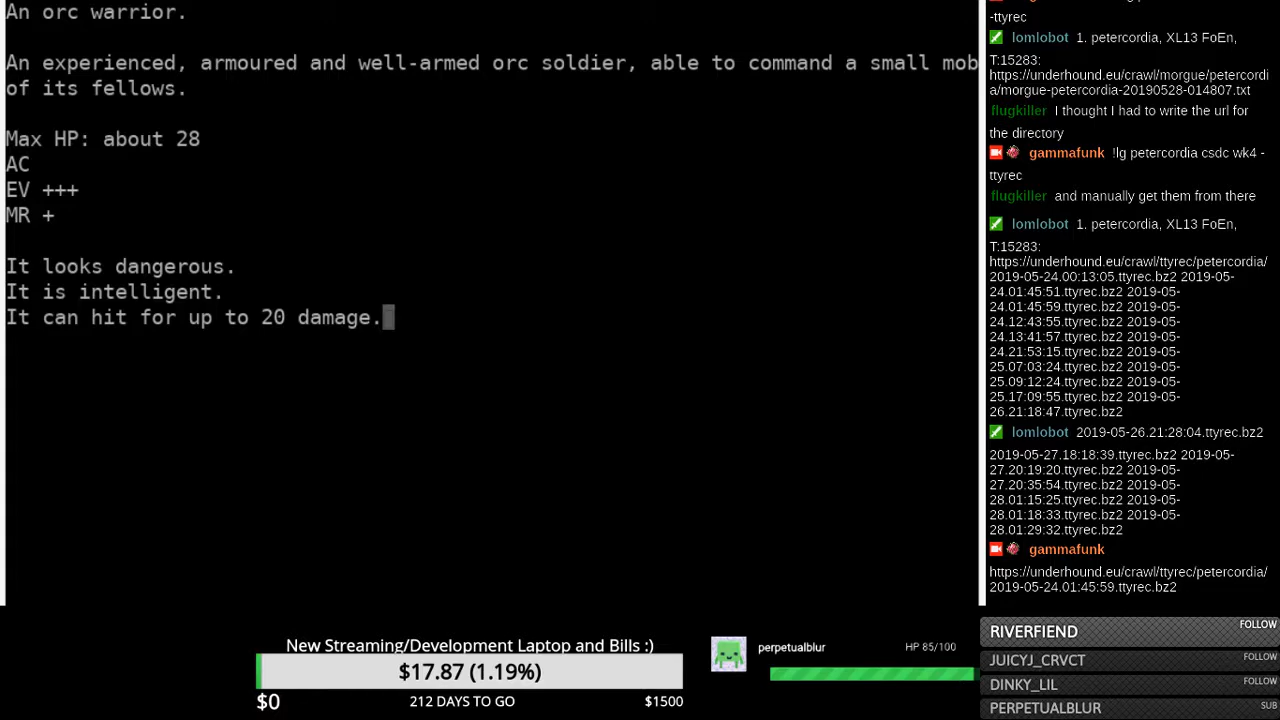 An orc warrior.
An experienced, armoured and well-armed orc soldier, able to command a small mob
of its fellows.
Max HP: about 28
AC
EV +++
MR +
It looks dangerous.
It is intelligent.
It can hit for up to 20 damage.
-ttyrec
lomlobot 1. petercordia, XL13 FoEn,
T:15283:
https://underhound.eu/crawl/morgue/petercordi
a/morgue-petercordia-20190528-014807.txt
flugkiller I thought I had to write the url for
the directory
gammafunk !lg petercordia csdc wk4 -
ttyrec
flugkiller and manually get them from there
lomlobot 1. petercordia, XL13 FoEn,
T:15283:
https://underhound.eu/crawl/ttyrec/petercordia/
2019-05-24.00:13:05.ttyrec.bz2 2019-05-
24.01:45:51.ttyrec.bz2 2019-05-
24.01:45:59.ttyrec.bz2 2019-05-
24.12:43:55.ttyrec.bz2 2019-05-
24.13:41:57.ttyrec.bz2 2019-05-
24.21:53:15.ttyrec.bz2 2019-05-
25.07:03:24.ttyrec.bz2 2019-05-
25.09:12:24.ttyrec.bz2 2019-05-
25.17:09:55.ttyrec.bz2 2019-05-
26.21:18:47.ttyrec.bz2
lomlobot 2019-05-26.21:28:04.ttyrec.bz2
2019-05-27.18:18:39.ttyrec.bz2 2019-05-
27.20:19:20.ttyrec.bz2 2019-05-
27.20:35:54.ttyrec.bz2 2019-05-
28.01:15:25.ttyrec.bz2 2019-05-
28.01:18:33.ttyrec.bz2 2019-05-
28.01:29:32.ttyrec.bz2
gammafunk
https://underhound.eu/crawl/ttyrec/petercordia/
2019-05-24.01:45:59.ttyrec.bz2
New Streaming/Development Laptop and Bills :)
$17.87 (1.19%)
$0 212 DAYS TO GO $1500
perpetualblur HP 85/100
RIVERFIEND FOLLOW
JUICYJ_CRVCT FOLLOW
DINKY_LIL FOLLOW
PERPETUALBLUR SUB